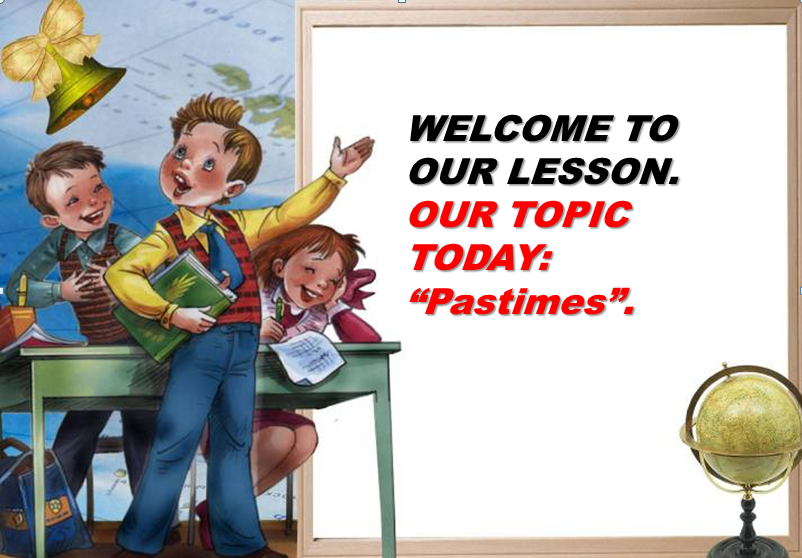 WELCOME TO
OUR LESSON.
OUR TOPIC
TODAY:
“Pastimes”.